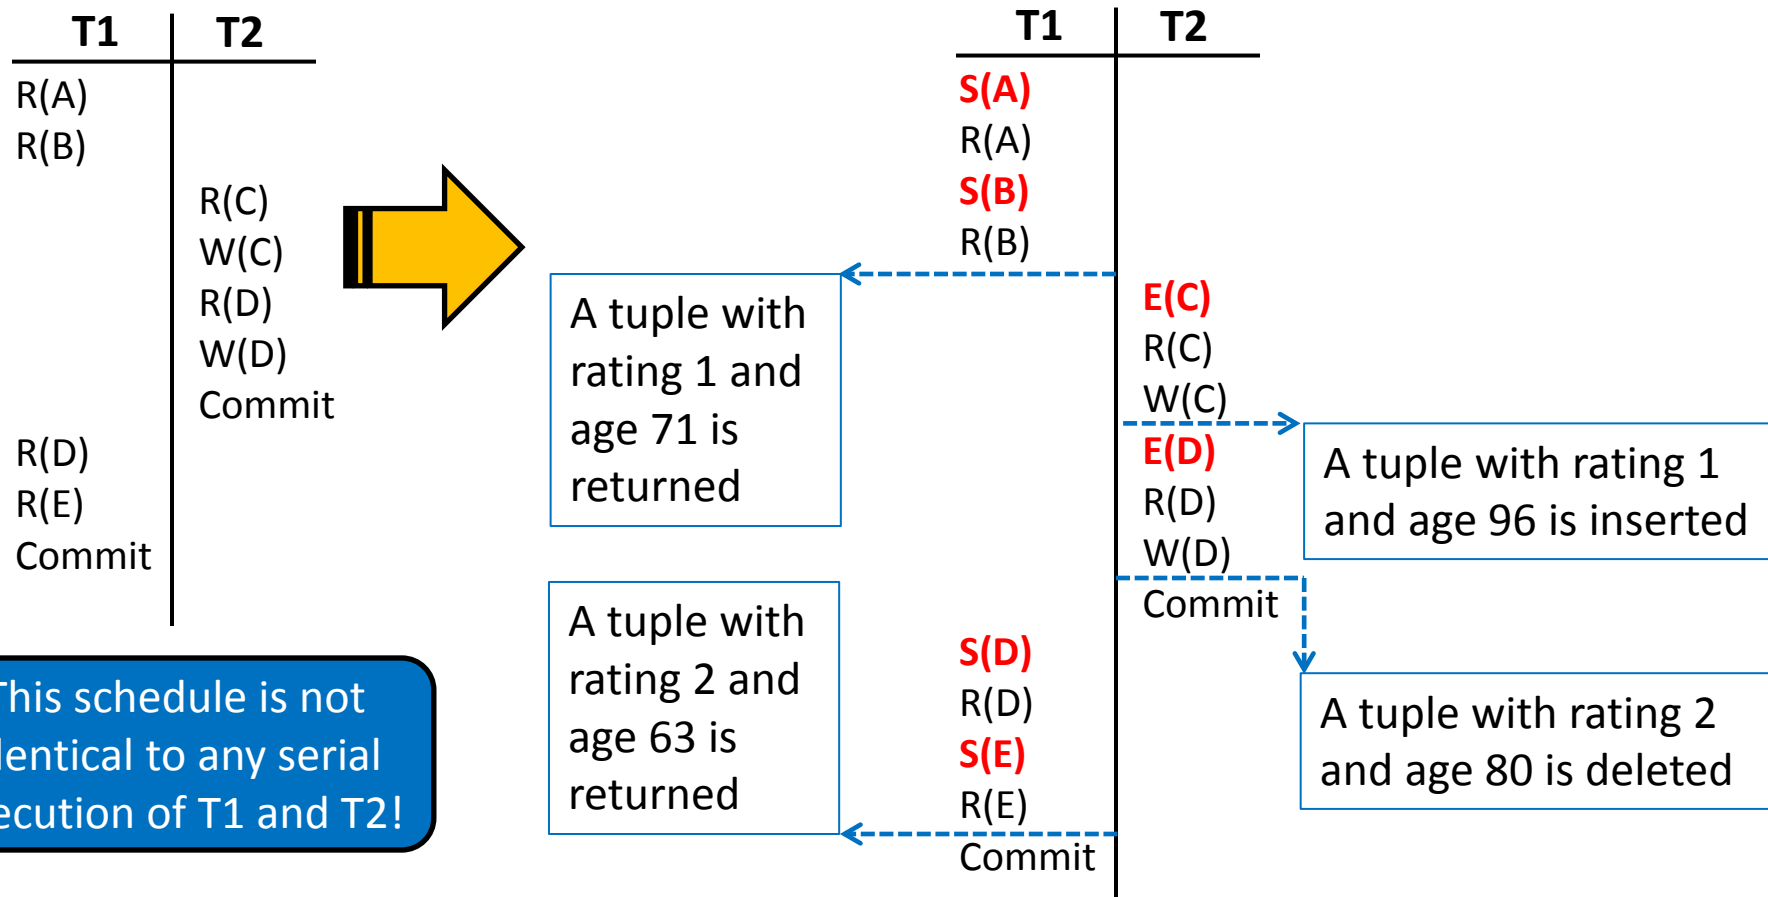 T1 T2
R(A)
R(B)
R(C)
W(C)
R(D)
W(D)
Commit
R(D)
R(E)
Commit
This schedule is not
dentical to any serial
ecution of T1 and T2!
T1 T2
S(A)
R(A)
S(B)
R(B)
A tuple with
rating 1 and
age 71 is
returned
E(C)
R(C)
W(C)
E(D)
R(D)
W(D)
Commit
A tuple with rating 1
and age 96 is inserted
A tuple with rating 2
and age 80 is deleted
S(D)
R(D)
S(E)
R(E)
Commit
A tuple with
rating 2 and
age 63 is
returned